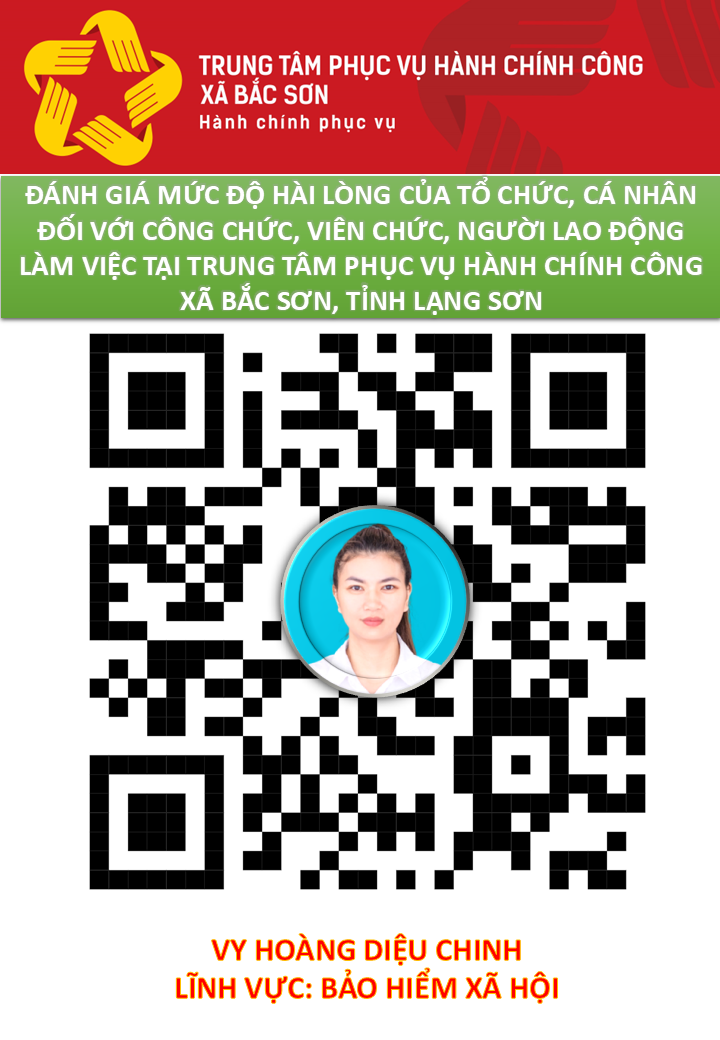 TRUNG TÂM PHỤC VỤ HÀNH CHÍNH CÔNG
XÃ BẮC SƠN
Hành chính phục vụ
ĐÁNH GIÁ MỨC ĐỘ HÀI LÒNG CỦA TỔ CHỨC, CÁ NHÂN
ĐỐI VỚI CÔNG CHỨC, VIÊN CHỨC, NGƯỜI LAO ĐỘNG
LÀM VIỆC TẠI TRUNG TÂM PHỤC VỤ HÀNH CHÍNH CÔNG
XÃ BẮC SƠN, TỈNH LẠNG SƠN
VY HOÀNG DIỆU CHINH
LĨNH VỰC: BẢO HIỂM XÃ HỘI